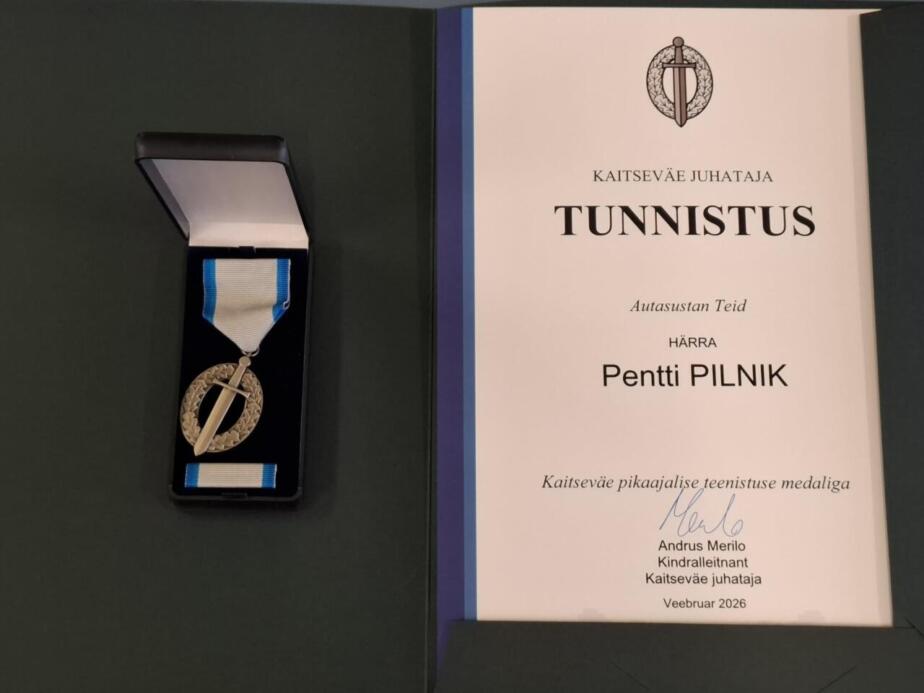 KAITSEVÄE JUHATAJA
TUNNISTUS
Autasustan Teid
HÄRRA
Pentti PILNIK
Kaitseväe pikaajalise teenistuse medaliga
Andrus Merilo
Kindralleitnant
Kaitseväe juhataja
Veebruar 2026